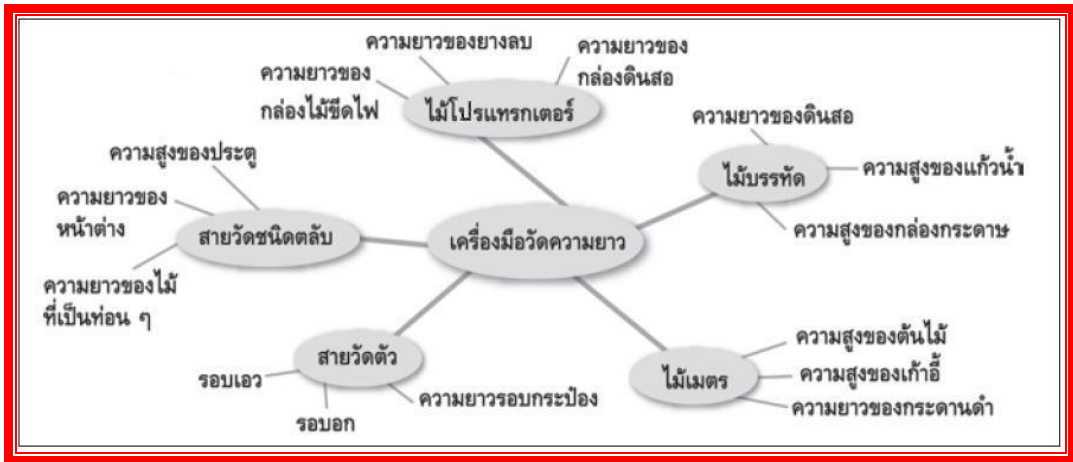 ความยาวของยางลบ
ความยาวของ
กล่องดินสอ
ความยาวของ
กล่องไม้ขีดไฟ
ไม้โปรแทรกเตอร์
ความยาวของดินสอ
ไม้บรรทัด
ความสูงของแก้วน้ำ
ความสูงของกล่องกระดาษ
ความสูงของประตู
ความยาวของ
หน้าต่าง
สายวัดชนิดตลับ
ความยาวของไม้
ที่เป็นท่อน ๆ
เครื่องมือวัดความยาว
สายวัดตัว
รอบเอว
รอบอก
ความยาวรอบกระป๋อง
ไม้เมตร
ความสูงของต้นไม้
ความสูงของเก้าอี้
ความยาวของกระดานดำ